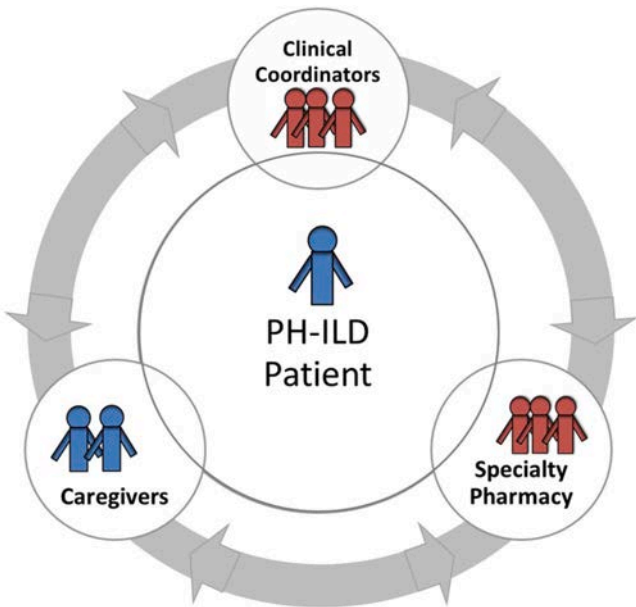 Clinical
Coordinators
PH-ILD
Patient
Caregivers
Specialty
Pharmacy